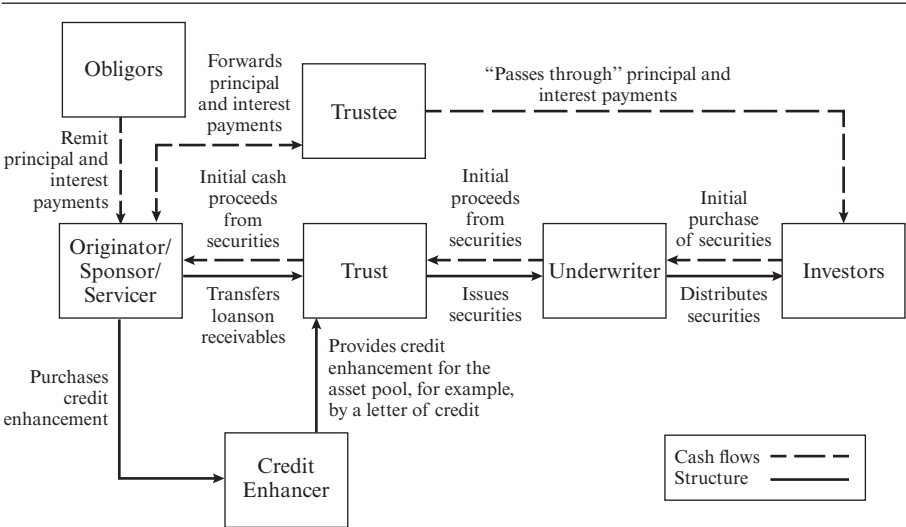 Obligors
Forwards
principal
and interest
payments
Trustee
“Passes through” principal and
interest payments
Remit
principal and
interest
payments
Initial cash
proceeds
from
securities
Initial
proceeds
from
securities
Initial
purchase
of securities
Originator/
Sponsor/
Servicer
Trust
Underwriter
Investors
Transfers
loanson
receivables
Issues
securities
Distributes
securities
Purchases
credit
enhancement
Provides credit
enhancement for the
asset pool, for example,
by a letter of credit
Credit
Enhancer
Cash flows
Structure